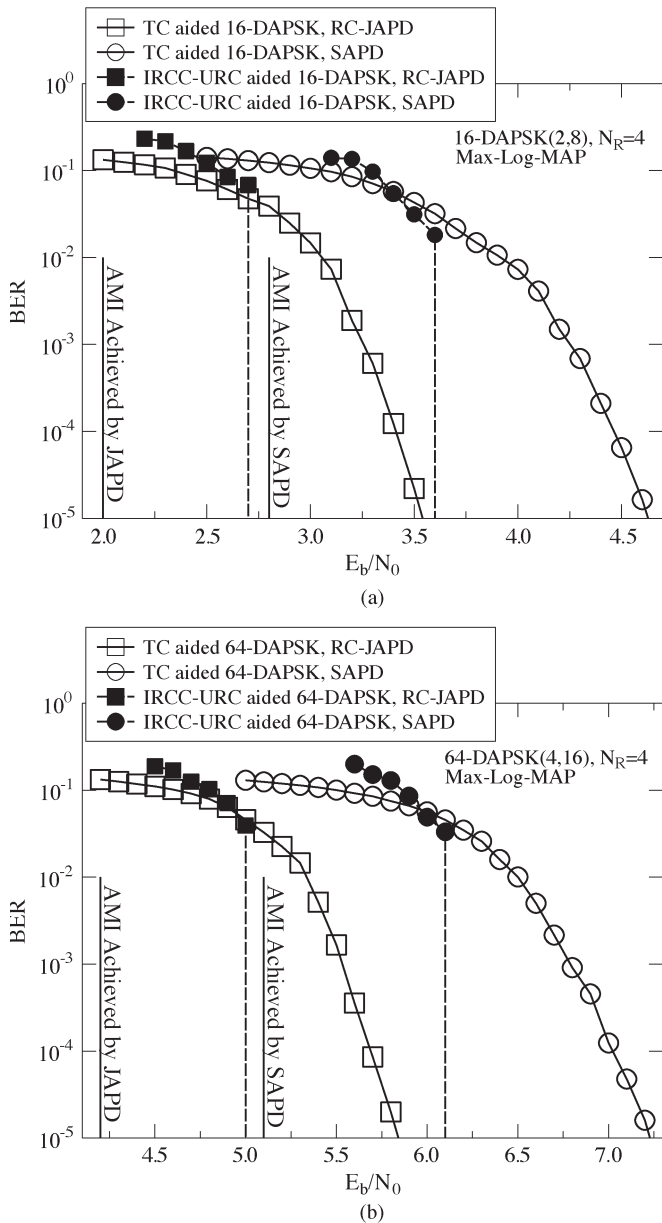 TC aided 16-DAPSK, RC-JAPD
TC aided 16-DAPSK, SAPD
IRCC-URC aided 16-DAPSK, RC-JAPD
IRCC-URC aided 16-DAPSK, SAPD
16-DAPSK(2,8), N_R=4
Max-Log-MAP
10^0
10^-1
10^-2
10^-3
10^-4
10^-5
BER
AMI Achieved by JAPD
AMI Achieved by SAPD
2.0 2.5 3.0 3.5 4.0 4.5
E_b/N_0
(a)
TC aided 64-DAPSK, RC-JAPD
TC aided 64-DAPSK, SAPD
IRCC-URC aided 64-DAPSK, RC-JAPD
IRCC-URC aided 64-DAPSK, SAPD
64-DAPSK(4,16), N_R=4
Max-Log-MAP
10^0
10^-1
10^-2
10^-3
10^-4
10^-5
BER
AMI Achieved by JAPD
AMI Achieved by SAPD
4.5 5.0 5.5 6.0 6.5 7.0
E_b/N_0
(b)